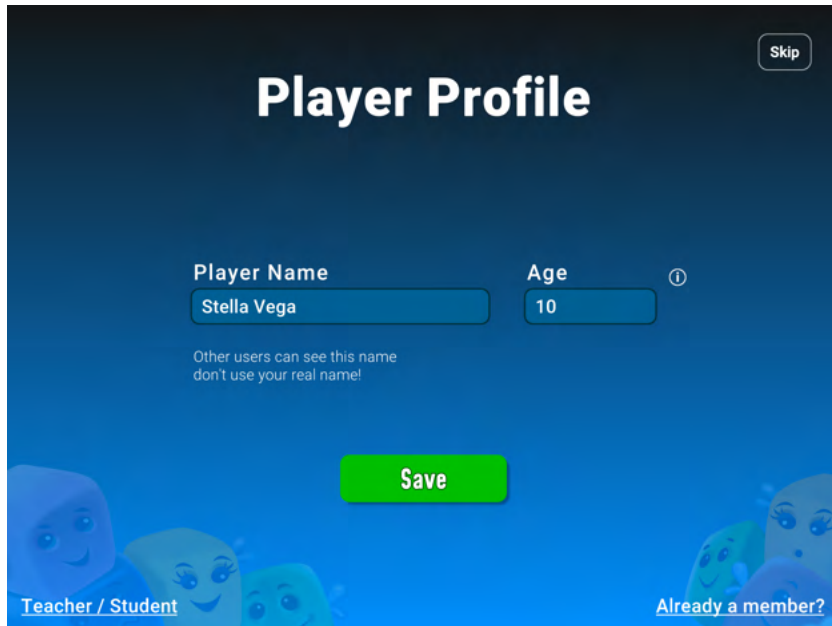 Skip
Player Profile
Player Name
Age
Stella Vega
10
Other users can see this name
don't use your real name!
Save
Teacher / Student
Already a member?